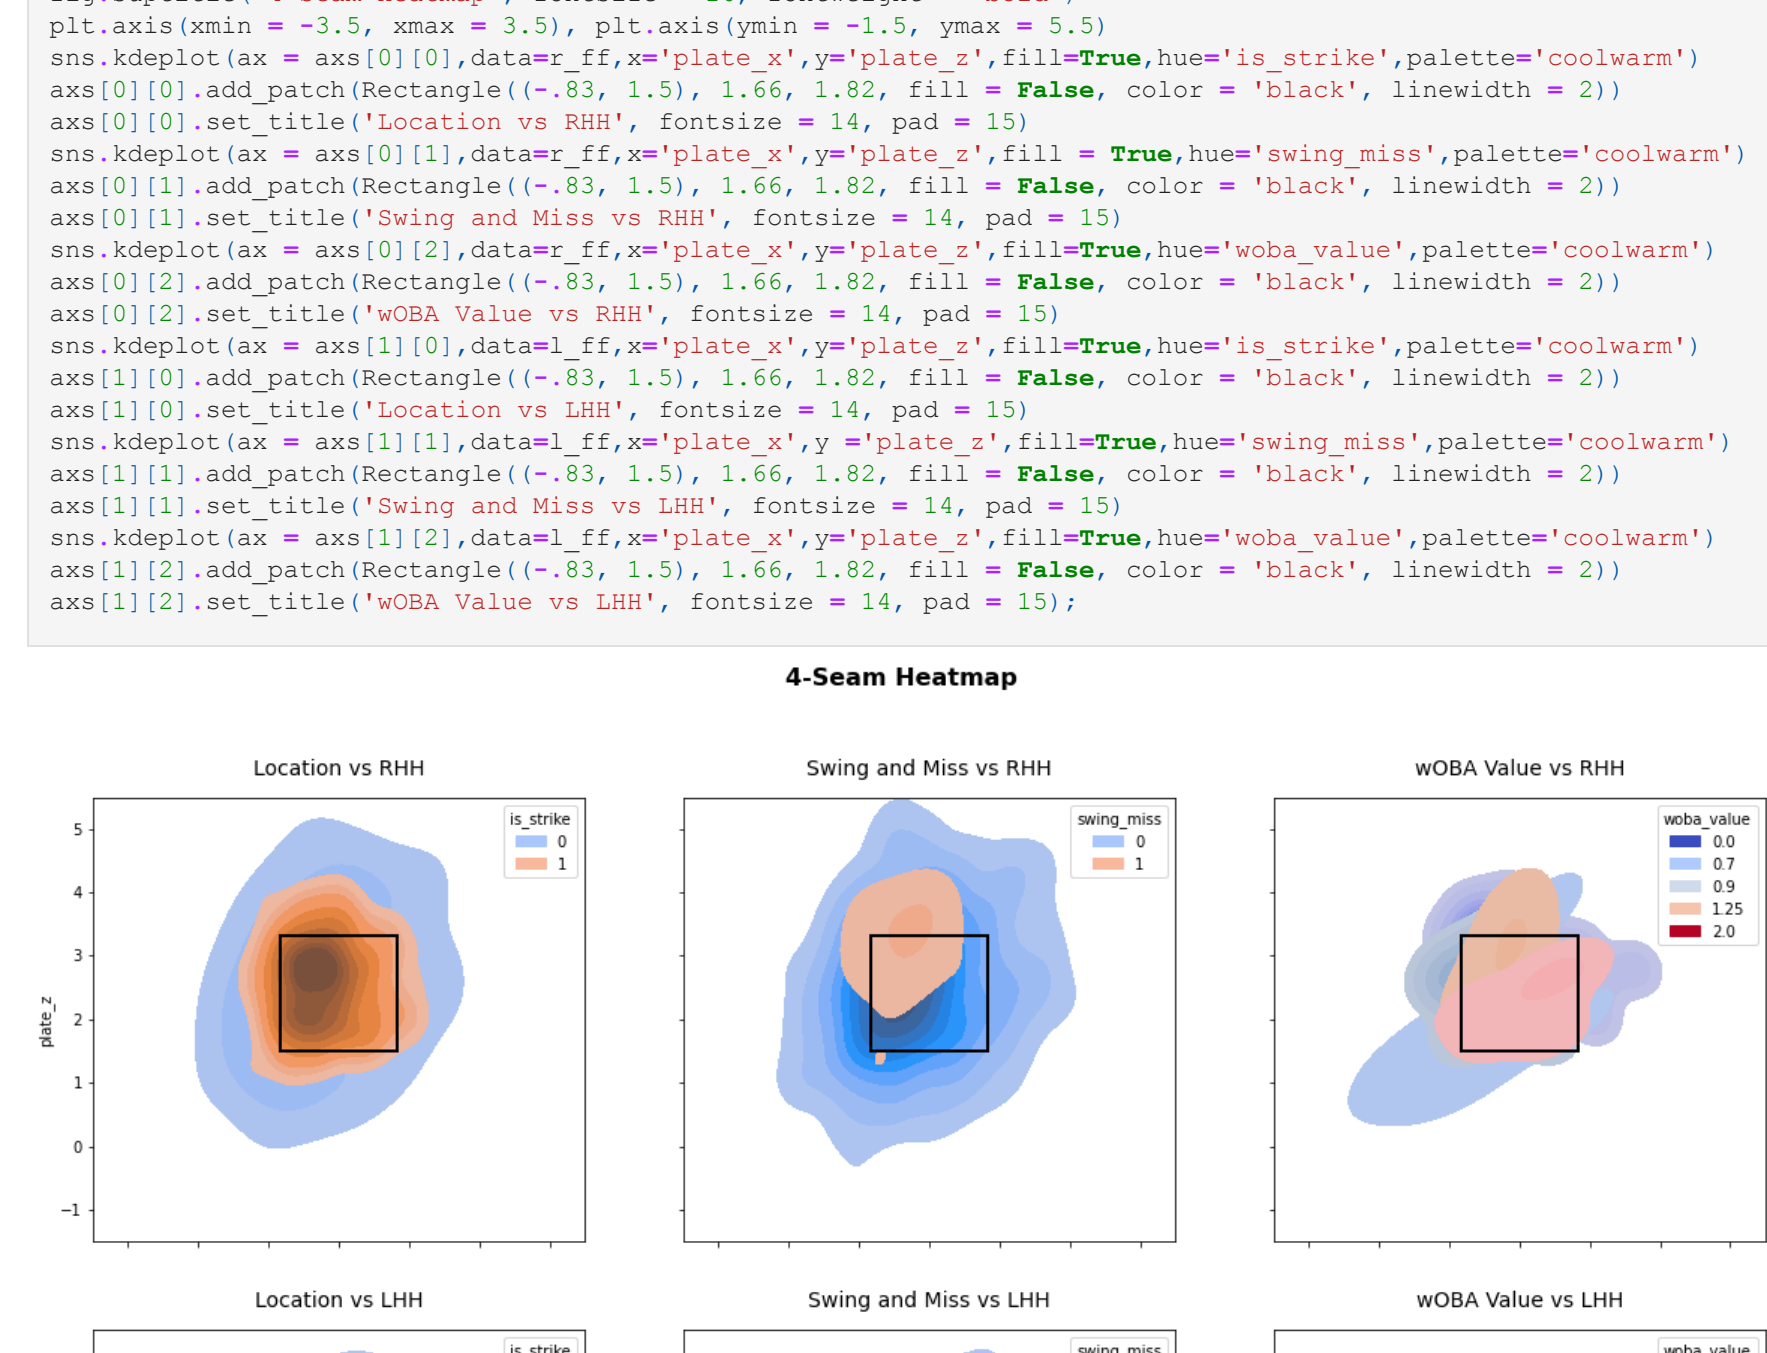 plt.axis(xmin = -3.5, xmax = 3.5), plt.axis(ymin = -1.5, ymax = 5.5)
sns.kdeplot(ax = axs[0][0],data=r_ff,x='plate_x',y='plate_z',fill=True,hue='is_strike',palette='coolwarm')
axs[0][0].add_patch(Rectangle((-.83, 1.5), 1.66, 1.82, fill = False, color = 'black', linewidth = 2))
axs[0][0].set_title('Location vs RHH', fontsize = 14, pad = 15)
sns.kdeplot(ax = axs[0][1],data=r_ff,x='plate_x',y='plate_z',fill = True,hue='swing_miss',palette='coolwarm')
axs[0][1].add_patch(Rectangle((-.83, 1.5), 1.66, 1.82, fill = False, color = 'black', linewidth = 2))
axs[0][1].set_title('Swing and Miss vs RHH', fontsize = 14, pad = 15)
sns.kdeplot(ax = axs[0][2],data=r_ff,x='plate_x',y='plate_z',fill=True,hue='woba_value',palette='coolwarm')
axs[0][2].add_patch(Rectangle((-.83, 1.5), 1.66, 1.82, fill = False, color = 'black', linewidth = 2))
axs[0][2].set_title('wOBA Value vs RHH', fontsize = 14, pad = 15)
sns.kdeplot(ax = axs[1][0],data=l_ff,x='plate_x',y='plate_z',fill=True,hue='is_strike',palette='coolwarm')
axs[1][0].add_patch(Rectangle((-.83, 1.5), 1.66, 1.82, fill = False, color = 'black', linewidth = 2))
axs[1][0].set_title('Location vs LHH', fontsize = 14, pad = 15)
sns.kdeplot(ax = axs[1][1],data=l_ff,x='plate_x',y ='plate_z',fill=True,hue='swing_miss',palette='coolwarm')
axs[1][1].add_patch(Rectangle((-.83, 1.5), 1.66, 1.82, fill = False, color = 'black', linewidth = 2))
axs[1][1].set_title('Swing and Miss vs LHH', fontsize = 14, pad = 15)
sns.kdeplot(ax = axs[1][2],data=l_ff,x='plate_x',y='plate_z',fill=True,hue='woba_value',palette='coolwarm')
axs[1][2].add_patch(Rectangle((-.83, 1.5), 1.66, 1.82, fill = False, color = 'black', linewidth = 2))
axs[1][2].set_title('wOBA Value vs LHH', fontsize = 14, pad = 15);
4-Seam Heatmap
Location vs RHH
is_strike
0
1
5
4
3
2
1
0
−1
plate_z
Swing and Miss vs RHH
swing_miss
0
1
wOBA Value vs RHH
woba_value
0.0
0.7
0.9
1.25
2.0
Location vs LHH
is_strike
Swing and Miss vs LHH
swing_miss
wOBA Value vs LHH
woba_value